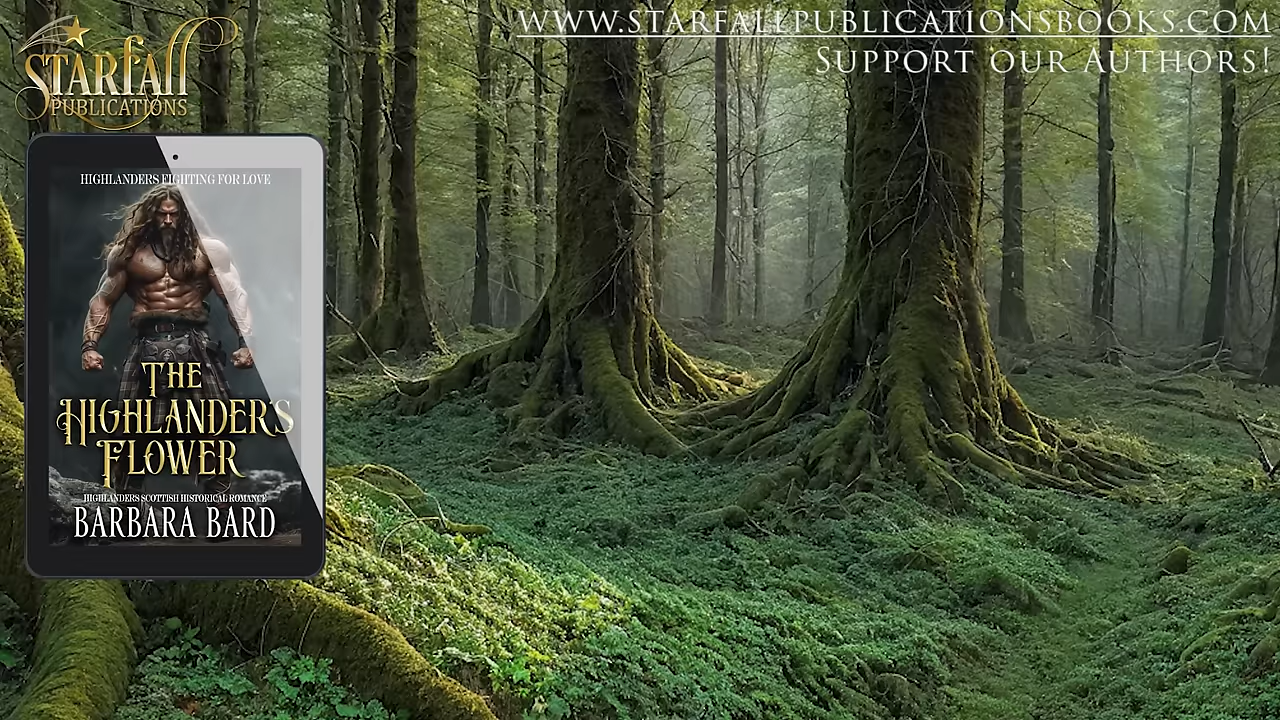 STARFALL
PUBLICATIONS
WWW.STARFALLPUBLICATIONSBOOKS.COM
SUPPORT OUR AUTHORS!
HIGHLANDERS FIGHTING FOR LOVE
THE
HIGHLANDER'S
FLOWER
HIGHLANDERS SCOTTISH HISTORICAL ROMANCE
BARBARA BARD